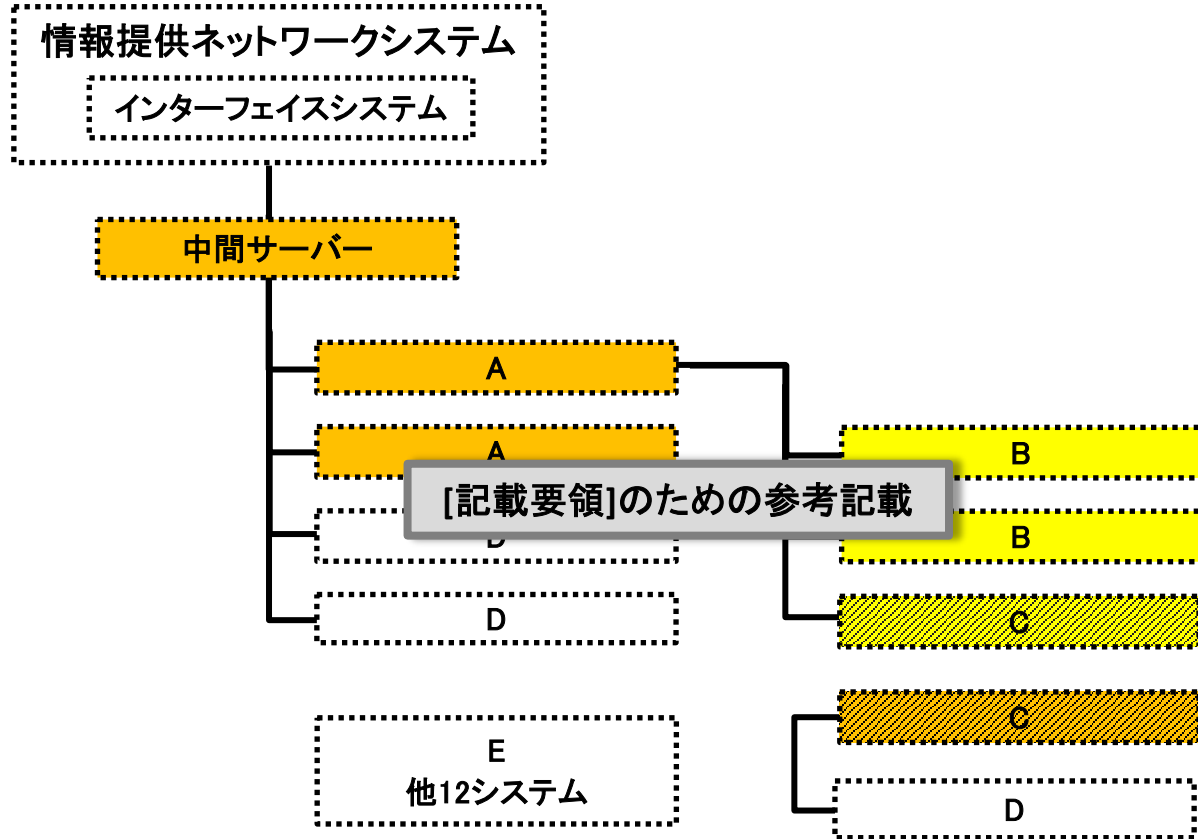 情報提供ネットワークシステム
インターフェイスシステム
中間サーバー
A
A
B
[記載要領]のための参考記載
D
B
D
C
C
E
他12システム
D